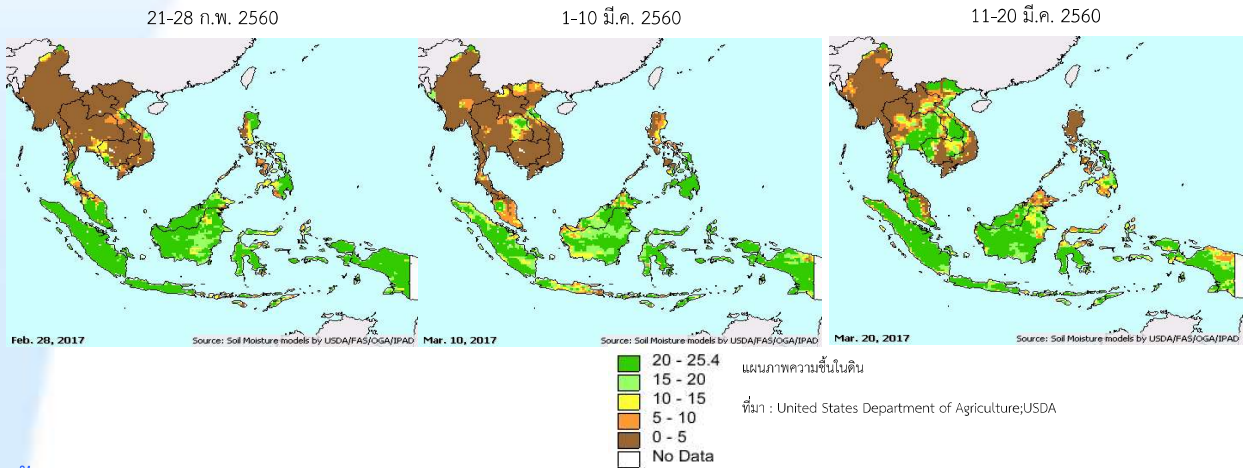 21-28 ก.พ. 2560
1-10 มี.ค. 2560
11-20 มี.ค. 2560
Feb. 28, 2017
Source: Soil Moisture models by USDA/FAS/OGA/IPAD
Mar. 10, 2017
Source: Soil Moisture models by USDA/FAS/OGA/IPAD
Mar. 20, 2017
Source: Soil Moisture models by USDA/FAS/OGA/IPAD
20 - 25.4
15 - 20
10 - 15
5 - 10
0 - 5
No Data
แผนภาพความชื้นในดิน
ที่มา : United States Department of Agriculture;USDA